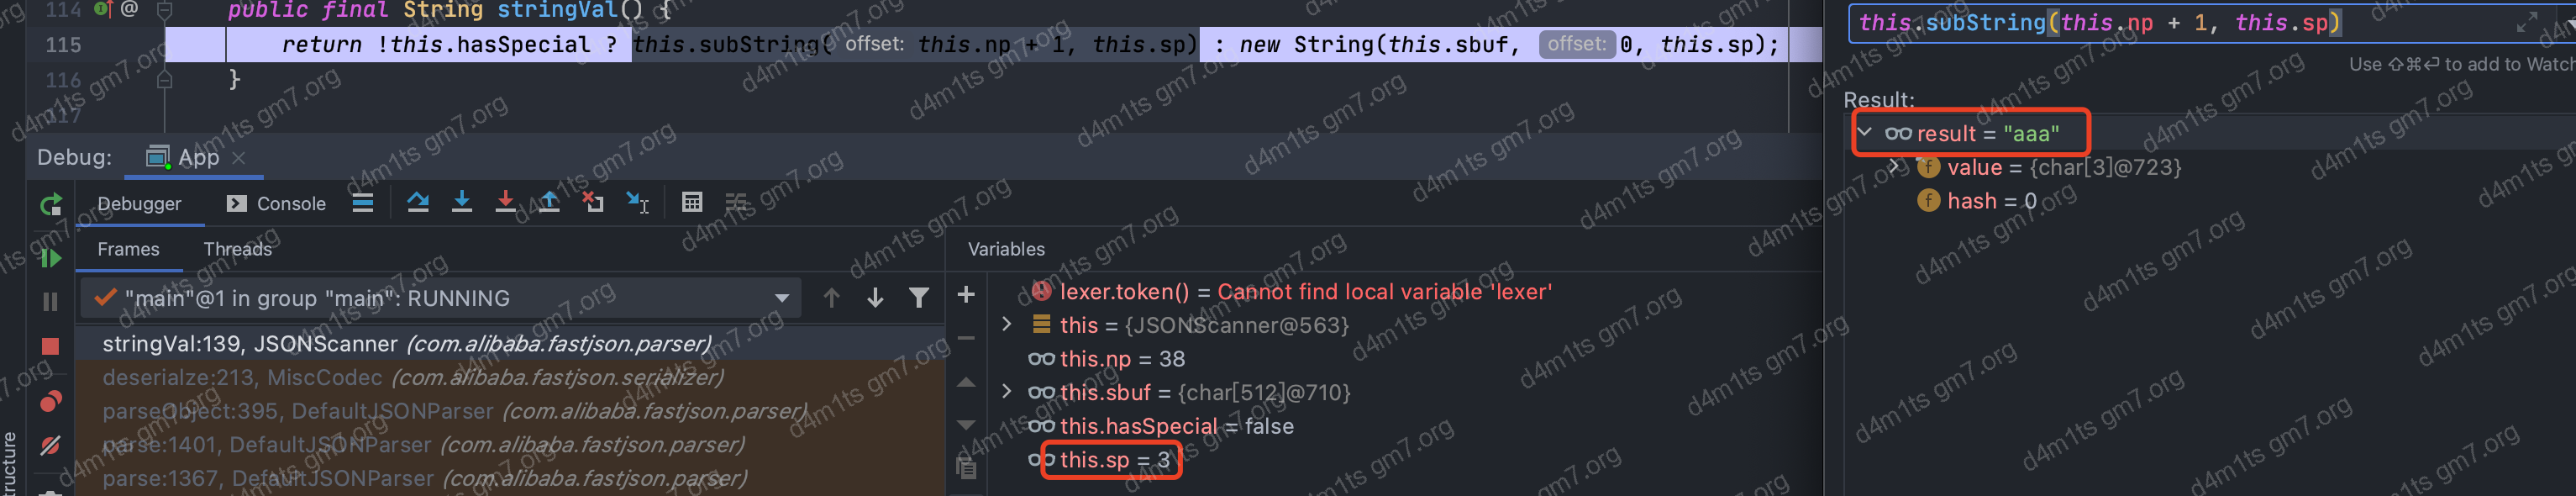 114 @ public final String stringVal() {
115 return !this.hasSpecial ? this.subString( offset: this.np + 1, this.sp) : new String(this.sbuf, offset: 0, this.sp);
116 }
117
Debug: App
Debugger Console
Frames Threads
"main"@1 in group "main": RUNNING
stringVal:139, JSONScanner (com.alibaba.fastjson.parser)
deserialze:213, MiscCodec (com.alibaba.fastjson.serializer)
parseObject:395, DefaultJSONParser (com.alibaba.fastjson.parser)
parse:1401, DefaultJSONParser (com.alibaba.fastjson.parser)
parse:1367, DefaultJSONParser (com.alibaba.fastjson.parser)
Variables
lexer.token() = Cannot find local variable 'lexer'
this = {JSONScanner@563}
this.np = 38
this.sbuf = {char[512]@710}
this.hasSpecial = false
this.sp = 3
this.subString(this.np + 1, this.sp)
Use ⇧⌘⏎ to add to Watch
Result:
result = "aaa"
value = {char[3]@723}
hash = 0
tructure
d4m1ts gm7.org